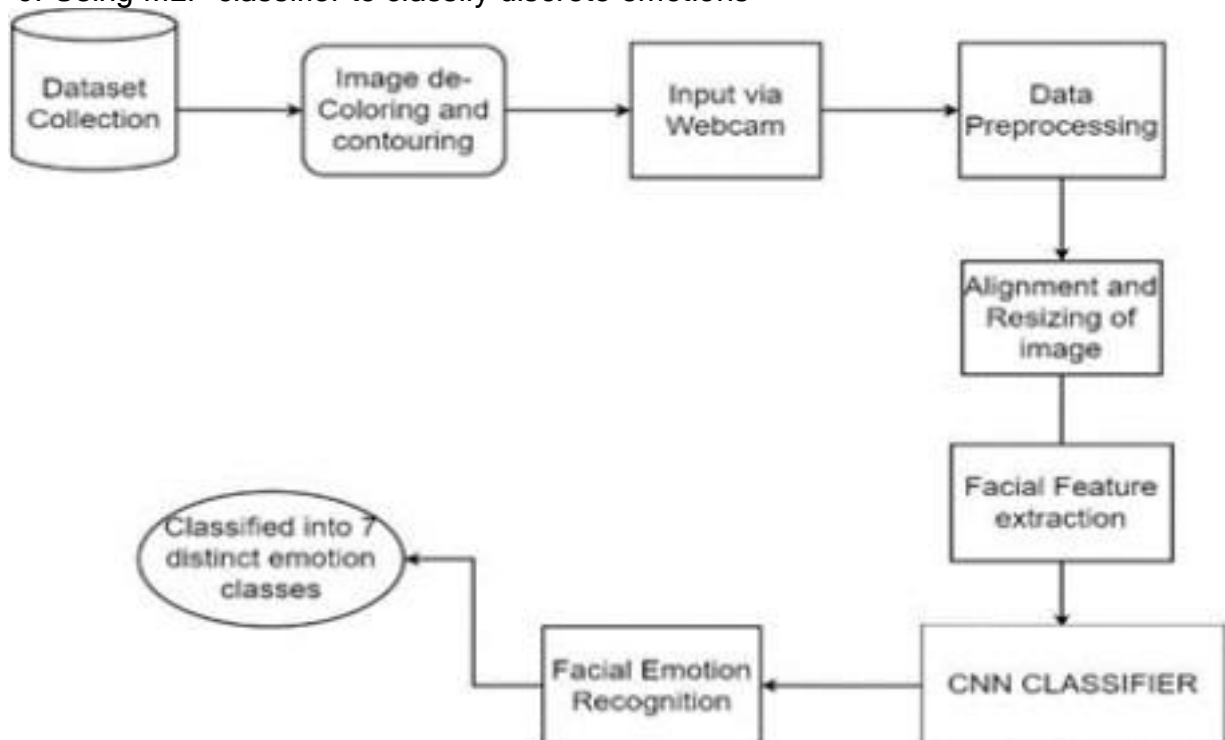 Dataset
Collection
Image de-
Coloring and
contouring
Input via
Webcam
Data
Preprocessing
Alignment and
Resizing of
image
Facial Feature
extraction
CNN CLASSIFIER
Facial Emotion
Recognition
Classified into 7
distinct emotion
classes